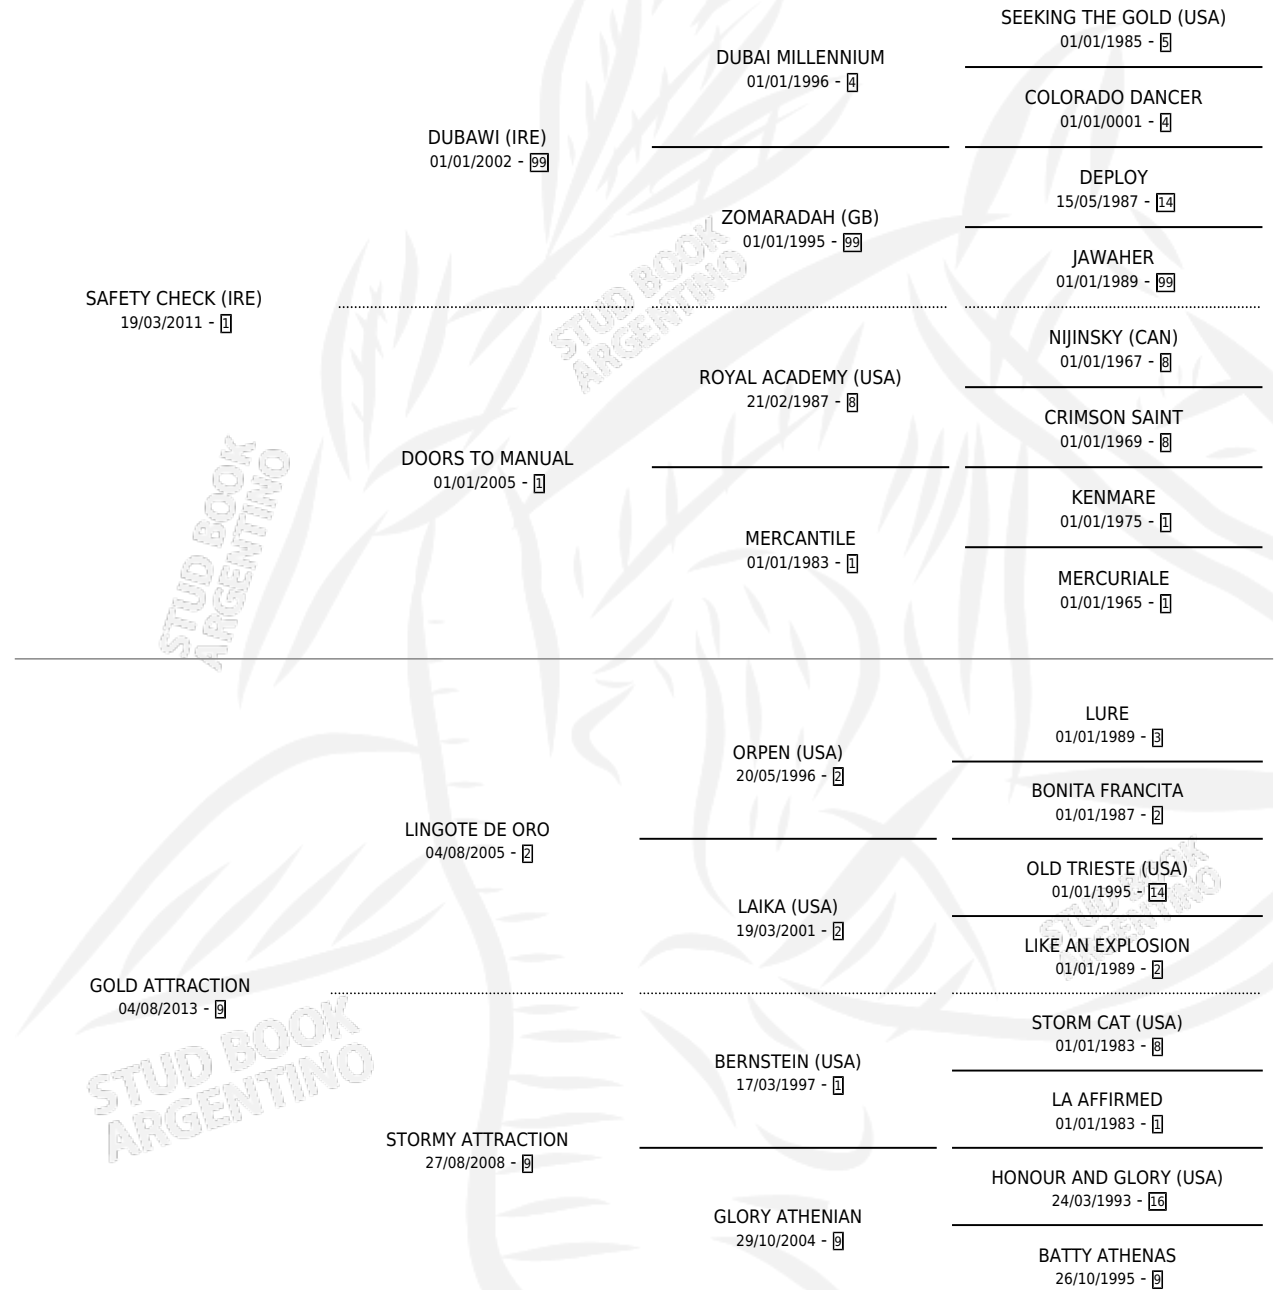 SEEKING THE GOLD (USA)
01/01/1985 - 5
DUBAI MILLENNIUM
01/01/1996 - 4
COLORADO DANCER
01/01/0001 - 4
DUBAWI (IRE)
01/01/2002 - 99
DEPLOY
15/05/1987 - 14
ZOMARADAH (GB)
01/01/1995 - 99
JAWAHER
01/01/1989 - 99
SAFETY CHECK (IRE)
19/03/2011 - 1
STUD BOOK
ARGENTINO
NIJINSKY (CAN)
01/01/1967 - 8
ROYAL ACADEMY (USA)
21/02/1987 - 8
CRIMSON SAINT
01/01/1969 - 8
DOORS TO MANUAL
01/01/2005 - 1
KENMARE
01/01/1975 - 1
MERCANTILE
01/01/1983 - 1
MERCURIALE
01/01/1965 - 1
STUD BOOK
ARGENTINO
LURE
01/01/1989 - 3
ORPEN (USA)
20/05/1996 - 2
BONITA FRANCITA
01/01/1987 - 2
LINGOTE DE ORO
04/08/2005 - 2
OLD TRIESTE (USA)
01/01/1995 - 14
LAIKA (USA)
19/03/2001 - 2
STUD BOOK
ARGENTINO
LIKE AN EXPLOSION
01/01/1989 - 2
GOLD ATTRACTION
04/08/2013 - 9
STUD BOOK
ARGENTINO
STORM CAT (USA)
01/01/1983 - 8
BERNSTEIN (USA)
17/03/1997 - 1
LA AFFIRMED
01/01/1983 - 1
STORMY ATTRACTION
27/08/2008 - 9
HONOUR AND GLORY (USA)
24/03/1993 - 16
GLORY ATHENIAN
29/10/2004 - 9
BATTY ATHENAS
26/10/1995 - 9